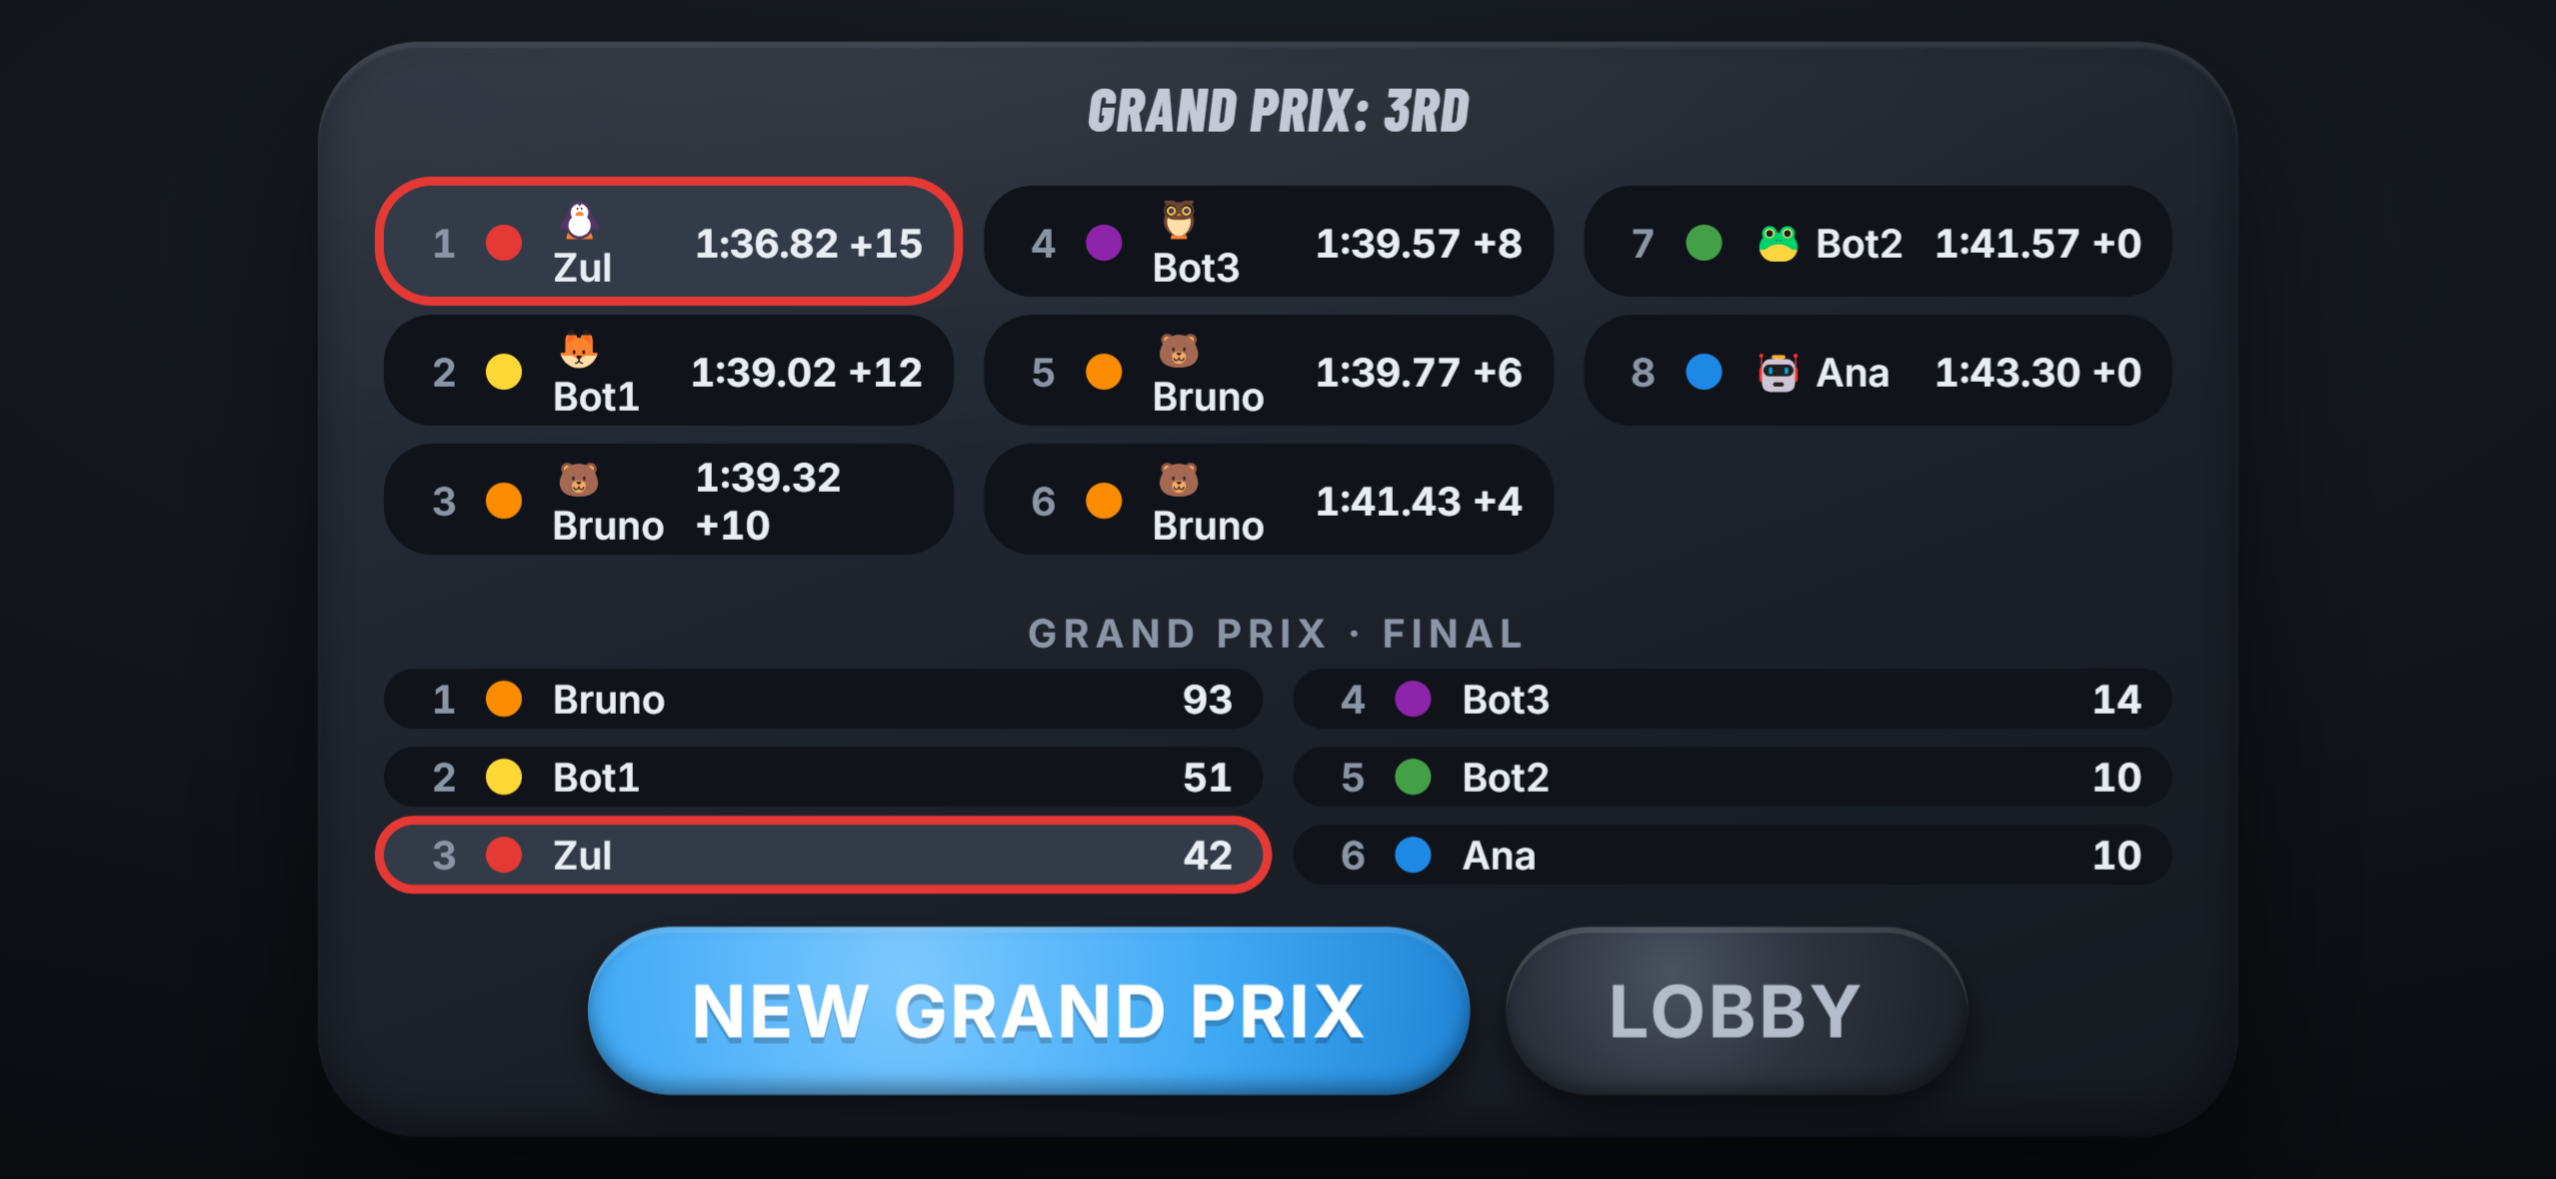 GRAND PRIX: 3RD
1 Zul 1:36.82 +15
2 Bot1 1:39.02 +12
3 Bruno 1:39.32 +10
4 Bot3 1:39.57 +8
5 Bruno 1:39.77 +6
6 Bruno 1:41.43 +4
7 Bot2 1:41.57 +0
8 Ana 1:43.30 +0
GRAND PRIX · FINAL
1 Bruno 93
2 Bot1 51
3 Zul 42
4 Bot3 14
5 Bot2 10
6 Ana 10
NEW GRAND PRIX
LOBBY